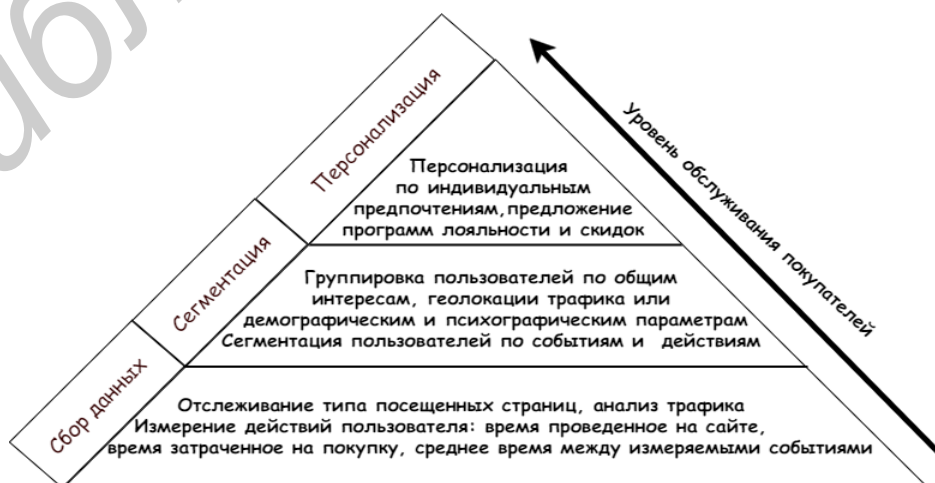 Персонализация
Персонализация
по индивидуальным
предпочтениям, предложение
программ лояльности и скидок
Уровень обслуживания покупателей
Сегментация
Группировка пользователей по общим
интересам, геолокации трафика или
демографическим и психографическим параметрам
Сегментация пользователей по событиям и действиям
Сбор данных
Отслеживание типа посещенных страниц, анализ трафика
Измерение действий пользователя: время проведенное на сайте,
время затраченное на покупку, среднее время между измеряемыми событиями